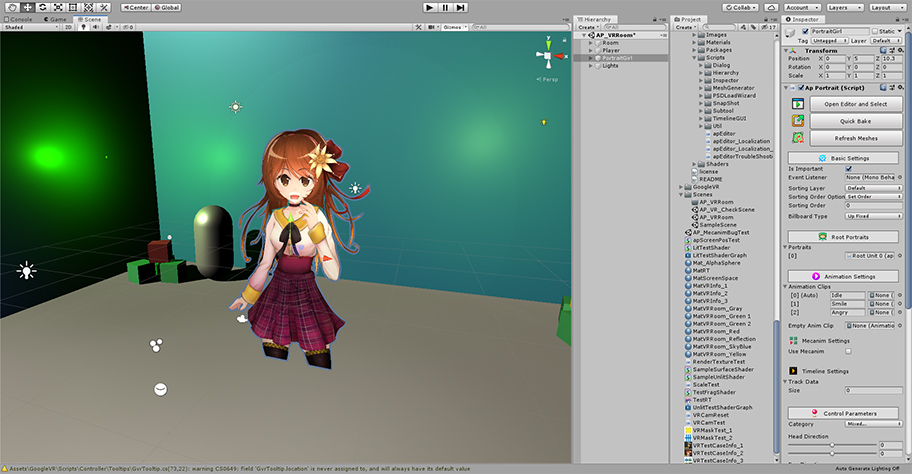 Center
Global
Collab
Account
Layers
Layout
Console
Game
Scene
Shaded
2D
Gizmos
All
y
x
Persp
Hierarchy
Create
All
AP_VRRoom*
Room
Player
PortraitGirl
Lights
Project
Create
17
Images
Materials
Packages
Scripts
Dialog
Hierarchy
Inspector
MeshGenerator
PSDLoadWizard
SnapShot
Subtool
TimelineGUI
Util
apEditor
apEditor_Localization
apEditor_Localization_
apEditorTroubleShooti
Shaders
license
README
GoogleVR
Scenes
AP_VRRoom
AP_VR_CheckScene
AP_VRRoom
SampleScene
AP_MecanimBugTest
apScreenPosTest
LitTestShader
LitTestShaderGraph
Mat_AlphaSphere
MatRT
MatScreenSpace
MatVRInfo_1
MatVRInfo_2
MatVRInfo_3
MatVRRoom_Gray
MatVRRoom_Green 1
MatVRRoom_Green 2
MatVRRoom_Red
MatVRRoom_Reflection
MatVRRoom_SkyBlue
MatVRRoom_Yellow
RenderTextureTest
SampleSurfaceShader
SampleUnlitShader
ScaleTest
TestFragShader
TestRT
UnlitTestShaderGraph
VRCamReset
VRCamTest
VRMaskTest_1
VRMaskTest_2
VRTestCaseInfo_1
VRTestCaseInfo_2
VRTestCaseInfo_3
Inspector
PortraitGirl
Static
Tag Untagged Layer Default
Transform
Position X 0 Y 5 Z 10.3
Rotation X 0 Y 0 Z 0
Scale X 1 Y 1 Z 1
Ap Portrait (Script)
Open Editor and Select
Quick Bake
Refresh Meshes
Basic Settings
Is Important
Event Listener None (Mono Beha
Sorting Layer Default
Sorting Order Option Set Order
Sorting Order 0
Billboard Type Up Fixed
Root Portraits
Portraits
[0] Root Unit 0 (ap
Animation Settings
Animation Clips
[0] (Auto) Idle None (
[1] Smile None (
[2] Angry None (
Empty Anim Clip None (Animatio
Mecanim Settings
Use Mecanim
Timeline Settings
Track Data
Size 0
Control Parameters
Category Mixed...
Head Direction
0
0
Assets\GoogleVR\Scripts\Controller\Tooltips\GvrTooltip.cs(73,22): warning CS0649: Field 'GvrTooltip.location' is never assigned to, and will always have its default value
Auto Generate Lighting Off